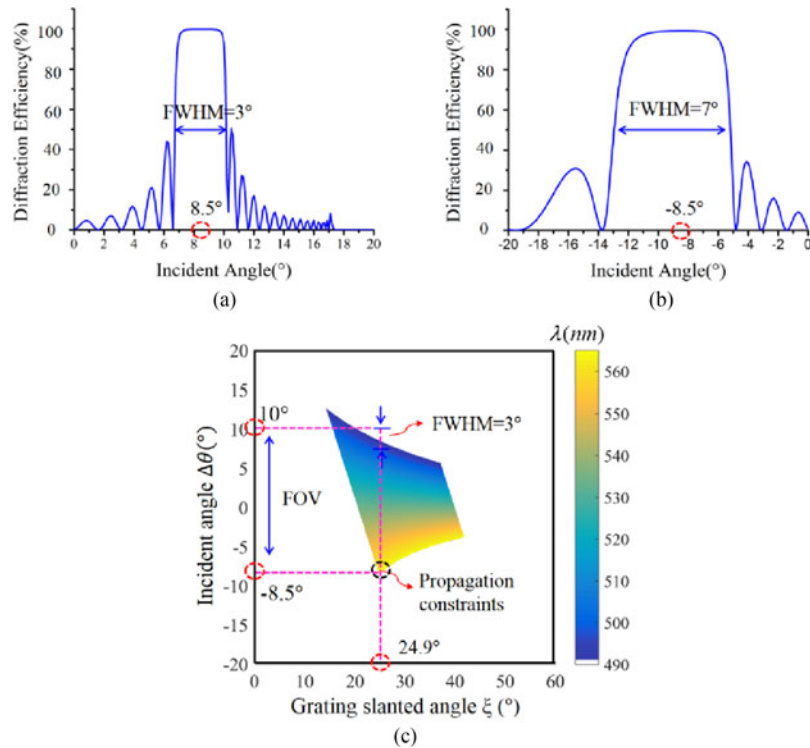 100
80
60
40
20
0
Diffraction Efficiency(%)
FWHM=3°
8.5°
0 2 4 6 8 10 12 14 16 18 20
Incident Angle(°)
(a)
100
80
60
40
20
0
Diffraction Efficiency(%)
FWHM=7°
-8.5°
-20 -18 -16 -14 -12 -10 -8 -6 -4 -2 0
Incident Angle(°)
(b)
20
15
10
5
0
-5
-10
-15
-20
Incident angle Δθ(°)
10°
FOV
-8.5°
FWHM=3°
Propagation
constraints
24.9°
0 10 20 30 40 50 60
Grating slanted angle ξ (°)
λ(nm)
560
550
540
530
520
510
500
490
(c)